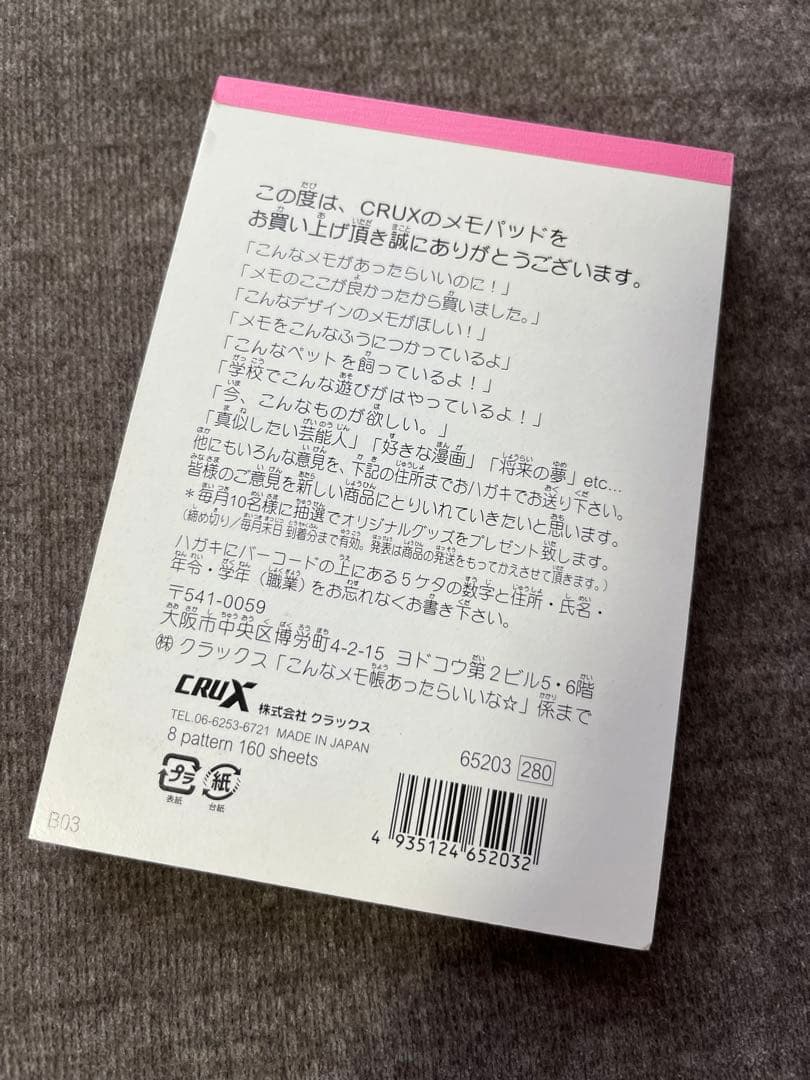 この度は、CRUXのメモパッドを
お買い上げ頂き誠にありがとうございます。
「こんなメモがあったらいいのに！」
「メモのここが良かったから買いました。」
「こんなデザインのメモがほしい！」
「メモをこんなふうにつかっているよ」
「こんなペットを飼っているよ！」
「学校でこんな遊びがはやっているよ！」
「今、こんなものが欲しい。」
「真似したい芸能人」「好きな漫画」「将来の夢」etc...
他にもいろんな意見を、下記の住所までおハガキでお送り下さい。
皆様のご意見を新しい商品にとりいれていきたいと思います。
＊毎月10名様に抽選でオリジナルグッズをプレゼント致します。
（締め切り／毎月末日到着分まで有効。発表は商品の発送をもってかえさせて頂きます。）
ハガキにバーコードの上にある5ケタの数字と住所・氏名・
年令・学年（職業）をお忘れなくお書き下さい。
〒541-0059
大阪市中央区博労町4-2-15 ヨドコウ第2ビル5・6階
㈱クラックス「こんなメモ帳あったらいいな☆」係まで
CRUX 株式会社 クラックス
TEL.06-6253-6721 MADE IN JAPAN
8 pattern 160 sheets
65203 280
プラ 紙
表紙 台紙
4 935124 652032
B03